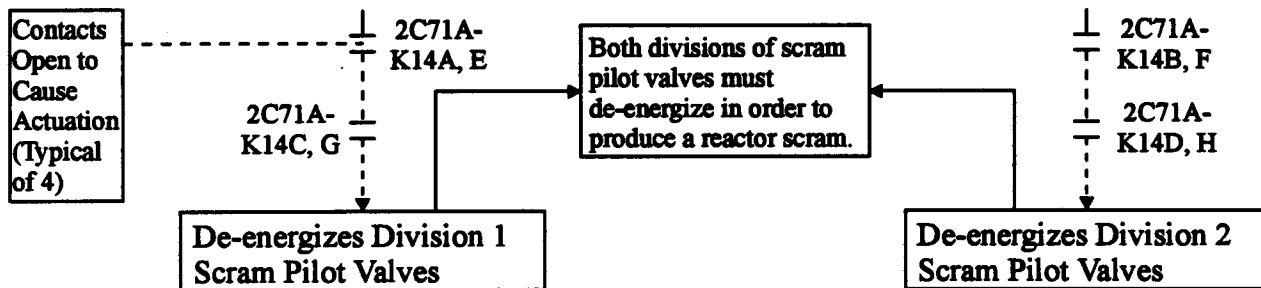 Contacts
Open to
Cause
Actuation
(Typical
of 4)
2C71A-
K14A, E
2C71A-
K14C, G
Both divisions of scram
pilot valves must
de-energize in order to
produce a reactor scram.
2C71A-
K14B, F
2C71A-
K14D, H
De-energizes Division 1
Scram Pilot Valves
De-energizes Division 2
Scram Pilot Valves